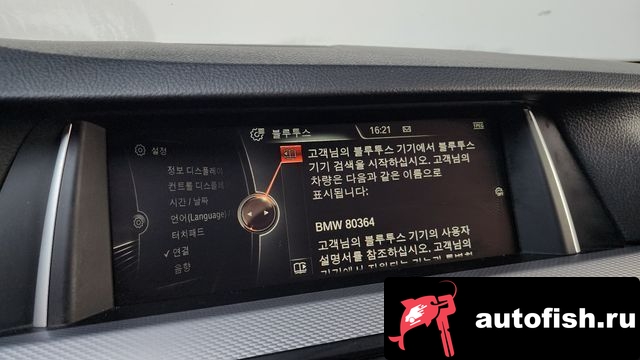 블루투스
16:21
설정
정보 디스플레이
컨트롤 디스플레
시간 / 날짜
언어(Language) /
터치패드
✓ 연결
음향
고객님의 블루투스 기기에서 블루투스
기기 검색을 시작하십시오. 고객님의
차량은 다음과 같은 이름으로
표시됩니다:
BMW 80364
고객님의 블루투스 기기의 사용자
설명서를 참조하십시오. 고객님의
autofish.ru